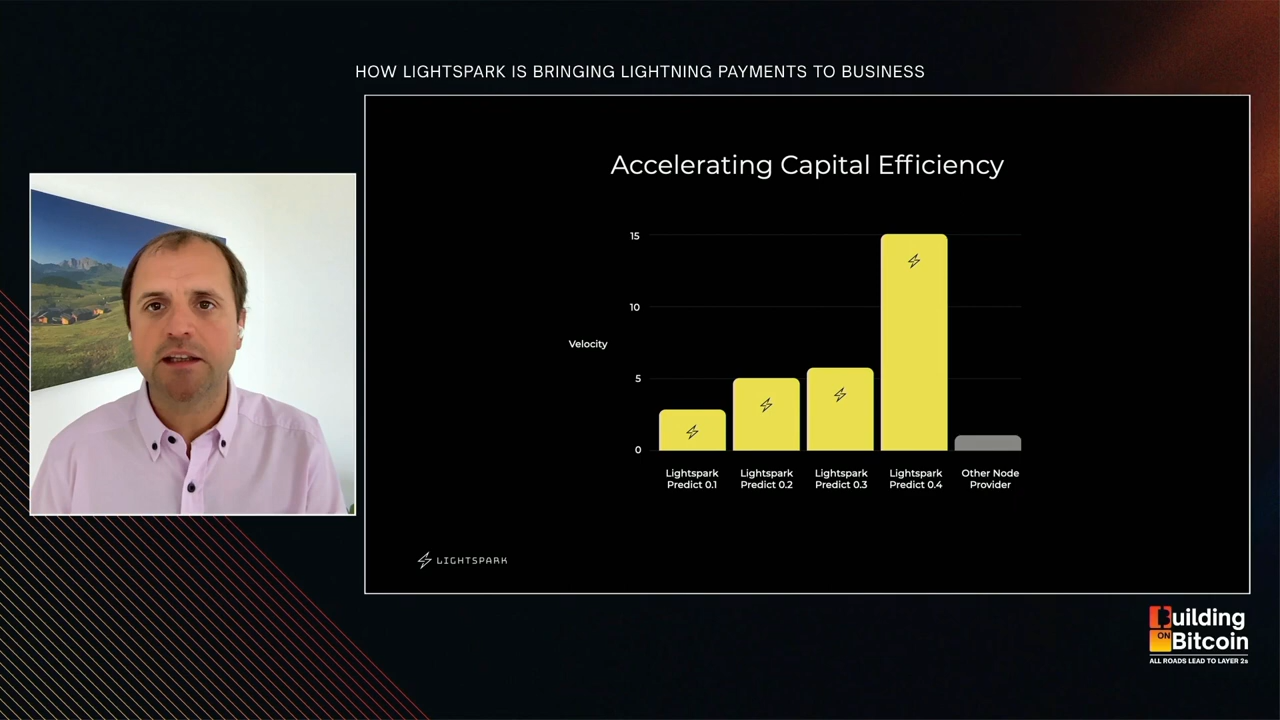 HOW LIGHTSPARK IS BRINGING LIGHTNING PAYMENTS TO BUSINESS
Accelerating Capital Efficiency
15
10
Velocity
5
0
Lightspark
Predict 0.1
Lightspark
Predict 0.2
Lightspark
Predict 0.3
Lightspark
Predict 0.4
Other Node
Provider
LIGHTSPARK
Building
ON
Bitcoin
ALL ROADS LEAD TO LAYER 2s